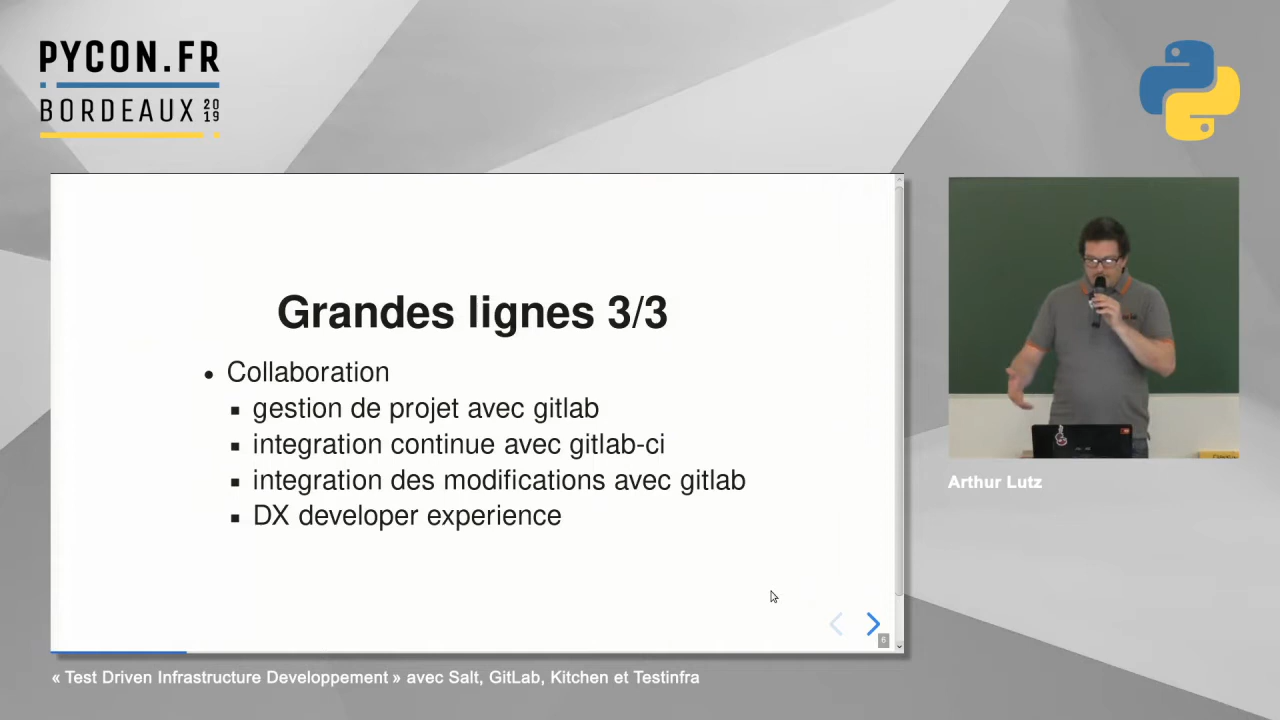 PYCON.FR
BORDEAUX 2019
Grandes lignes 3/3
• Collaboration
▪ gestion de projet avec gitlab
▪ integration continue avec gitlab-ci
▪ integration des modifications avec gitlab
▪ DX developer experience
6
Arthur Lutz
« Test Driven Infrastructure Developpement » avec Salt, GitLab, Kitchen et Testinfra